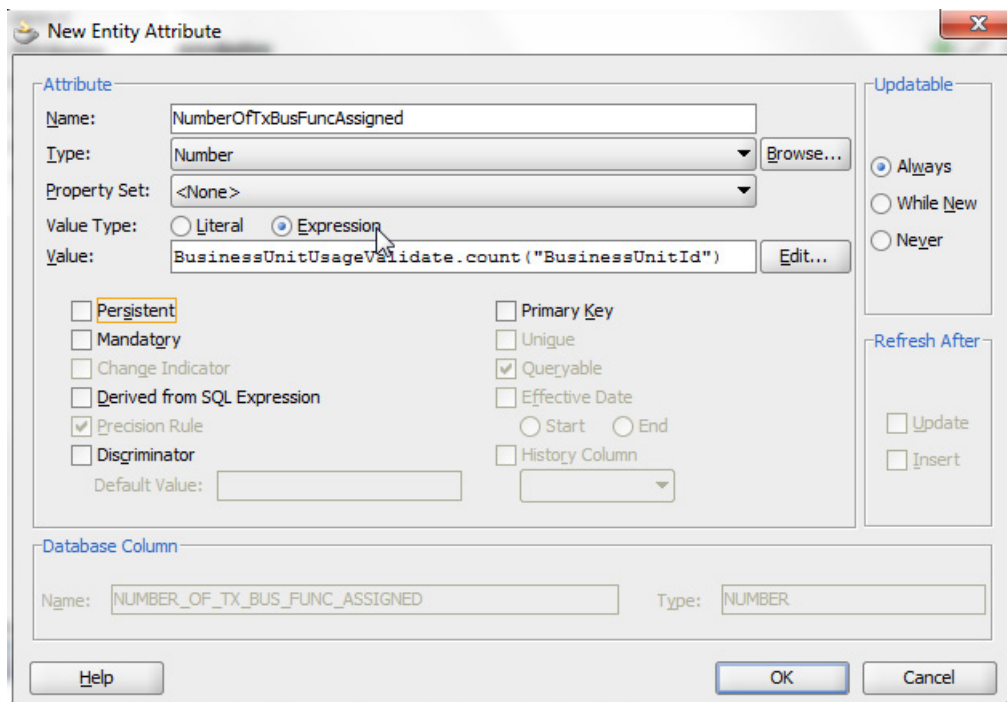 New Entity Attribute
X
Attribute
Name: NumberOfTxBusFuncAssigned
Type: Number Browse...
Property Set: <None>
Value Type: Literal Expression
Value: BusinessUnitUsageValidate.count("BusinessUnitId") Edit...
Persistent Primary Key
Mandatory Unique
Change Indicator Queryable
Derived from SQL Expression Effective Date
Precision Rule Start End
Discriminator History Column
Default Value:
Updatable
Always
While New
Never
Refresh After
Update
Insert
Database Column
Name: NUMBER_OF_TX_BUS_FUNC_ASSIGNED Type: NUMBER
Help OK Cancel